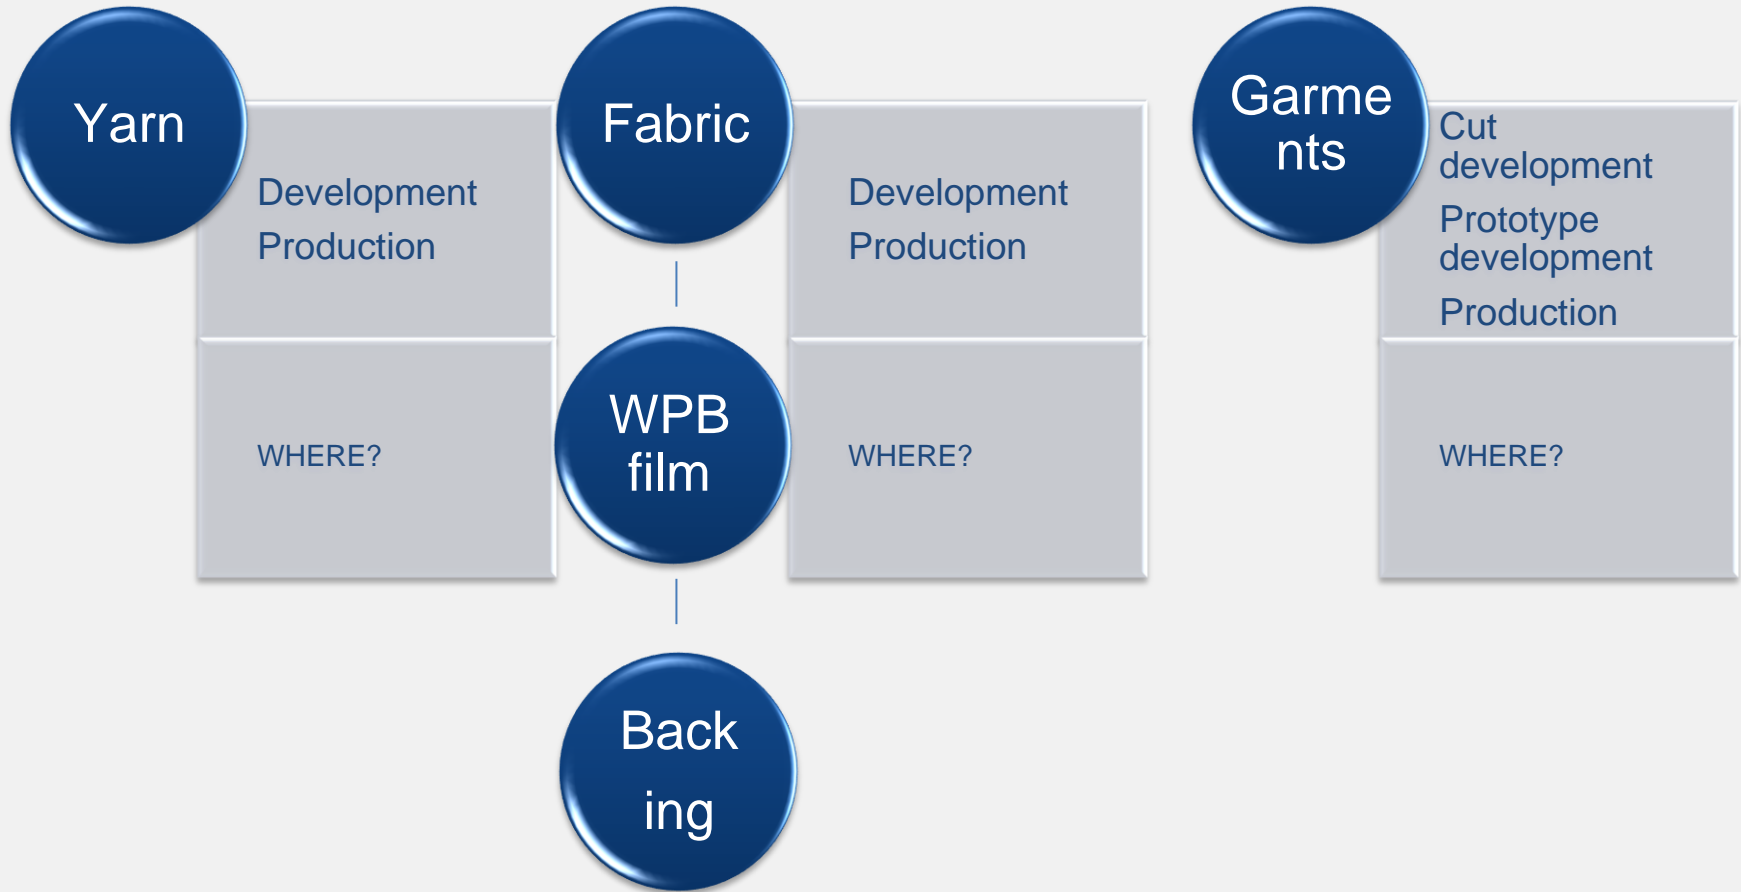 Yarn
Development
Production
WHERE?
Fabric
Development
Production
WHERE?
WPB
film
Back
ing
Garme
nts
Cut
development
Prototype
development
Production
WHERE?